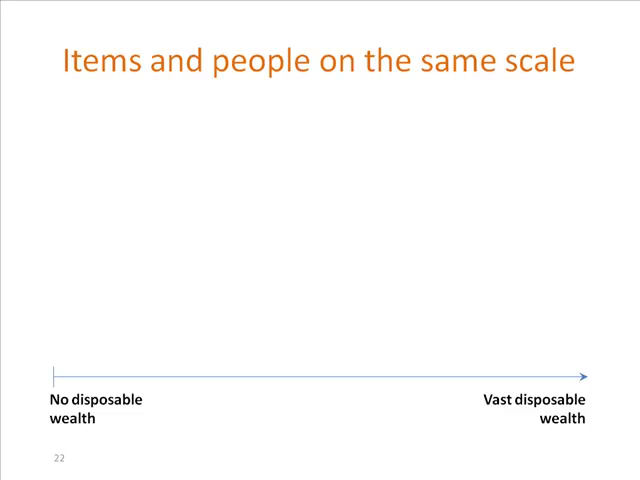 Items and people on the same scale
No disposable
wealth
Vast disposable
wealth
22